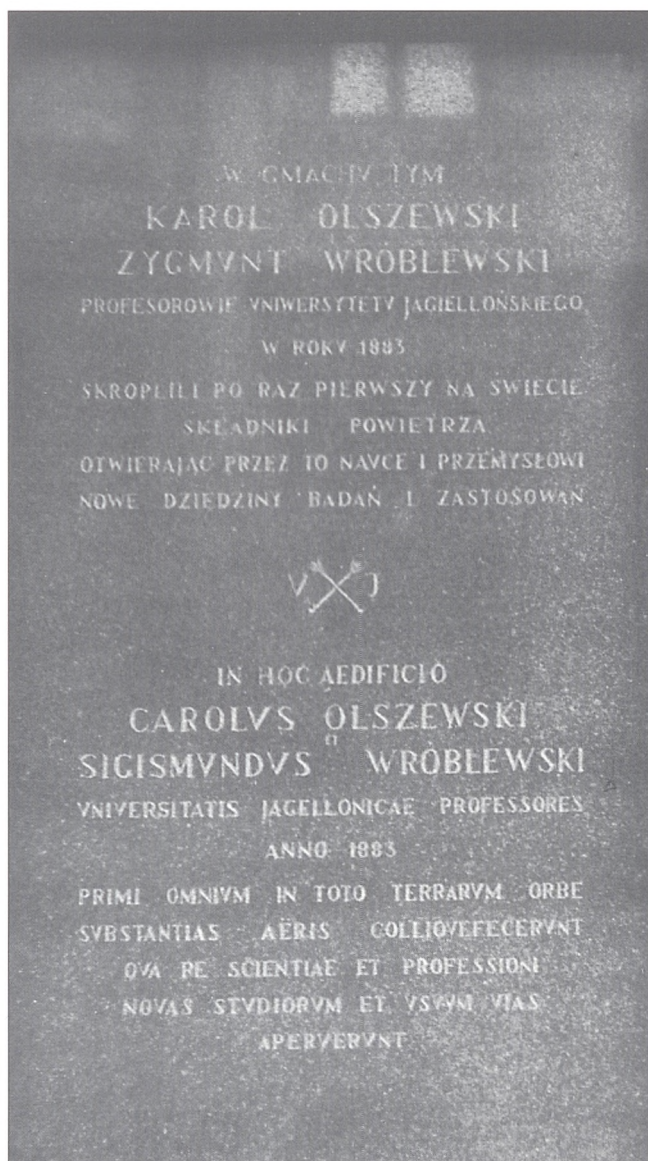 W GMACHV TYM
KAROL OLSZEWSKI
I
ZYGMVNT WRÓBLEWSKI
PROFESOROWIE VNIWERSYTETV JAGIELLOŃSKIEGO
W ROKV 1883
SKROPLILI PO RAZ PIERWSZY NA ŚWIECIE
SKŁADNIKI POWIETRZA
OTWIERAJĄC PRZEZ TO NAVCE I PRZEMYSŁOWI
NOWE DZIEDZINY BADAŃ I ZASTOSOWAŃ
V J
IN HOC AEDIFICIO
CAROLVS OLSZEWSKI
ET
SIGISMVNDVS WRÓBLEWSKI
VNIVERSITATIS JAGELLONICAE PROFESSORES
ANNO 1883
PRIMI OMNIVM IN TOTO TERRARVM ORBE
SVBSTANTIAS AËRIS COLLIQVEFECERVNT
QVA RE SCIENTIAE ET PROFESSIONI
NOVAS STVDIORVM ET VSVVM VIAS
APERVERVNT